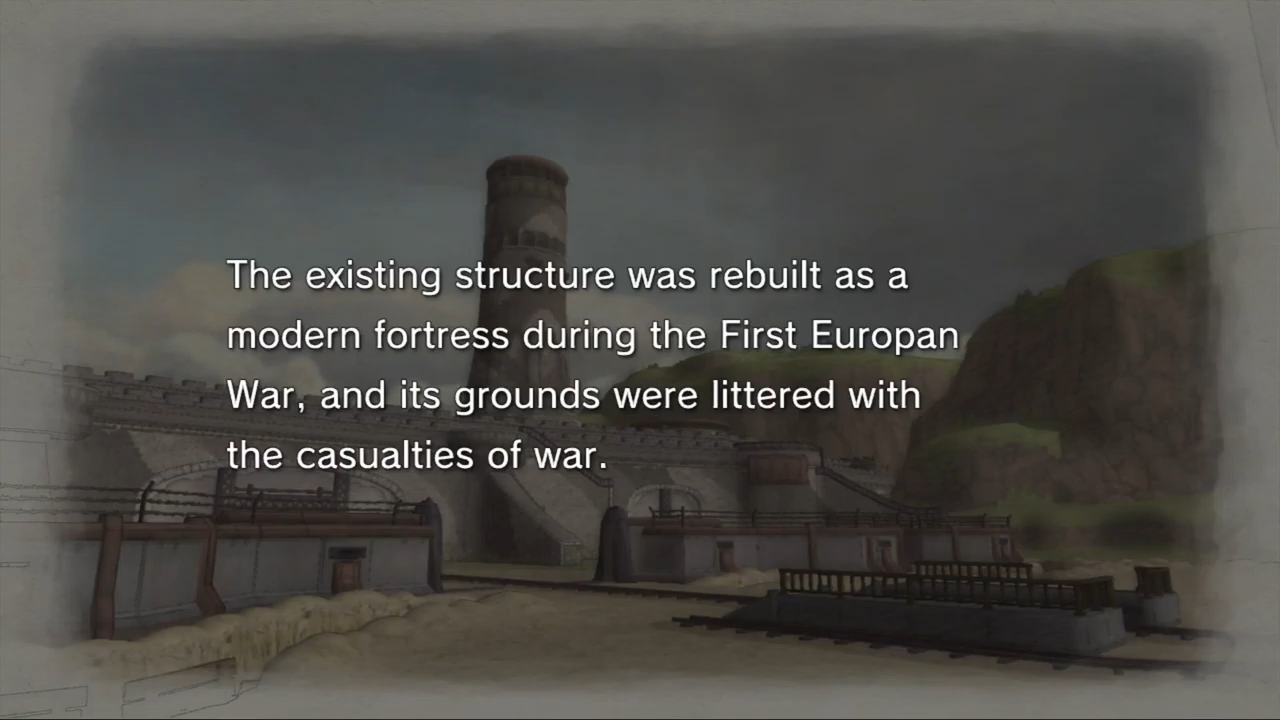 The existing structure was rebuilt as a
modern fortress during the First Europan
War, and its grounds were littered with
the casualties of war.